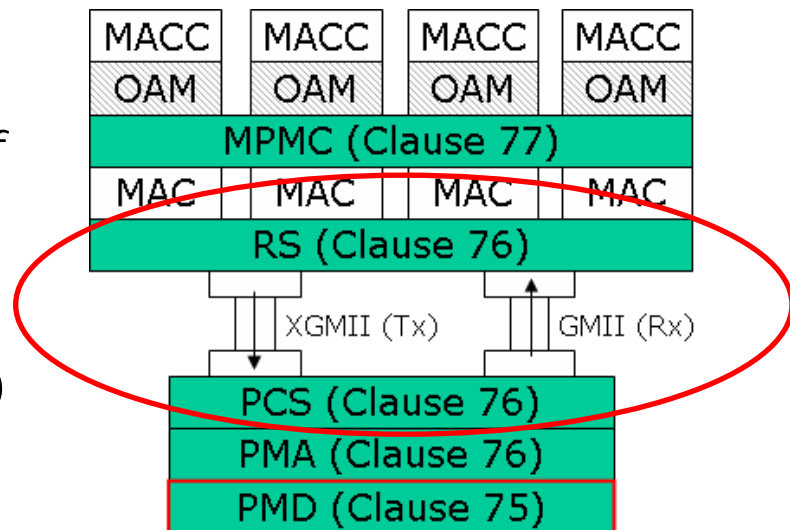 MACC MACC MACC MACC
OAM OAM OAM OAM
f
MPMC (Clause 77)
MAC MAC MAC MAC
RS (Clause 76)
XGMII (Tx) GMII (Rx)
)
PCS (Clause 76)
PMA (Clause 76)
PMD (Clause 75)